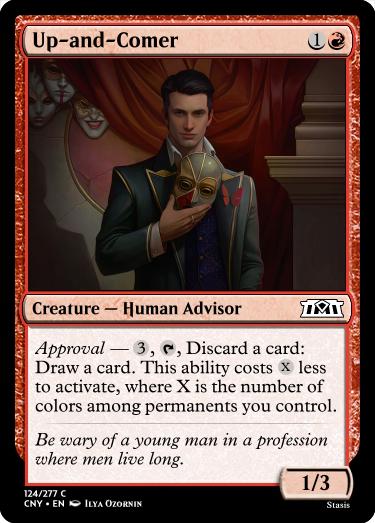 Up-and-Comer 1
Creature — Human Advisor
Approval — 3, T, Discard a card:
Draw a card. This ability costs X less
to activate, where X is the number of
colors among permanents you control.
Be wary of a young man in a profession
where men live long.
1/3
124/277 C
CNY • EN Ilya Ozornin
Stasis